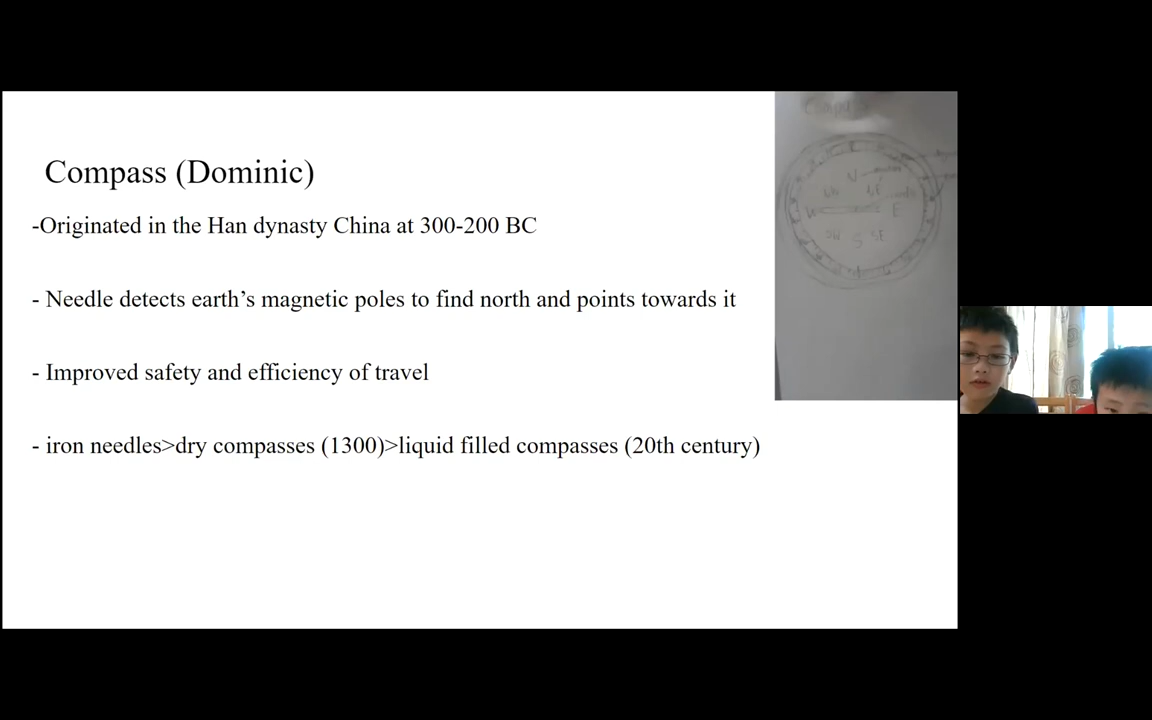 Compass (Dominic)
-Originated in the Han dynasty China at 300-200 BC
- Needle detects earth’s magnetic poles to find north and points towards it
- Improved safety and efficiency of travel
- iron needles>dry compasses (1300)>liquid filled compasses (20th century)
N
E
S
SE